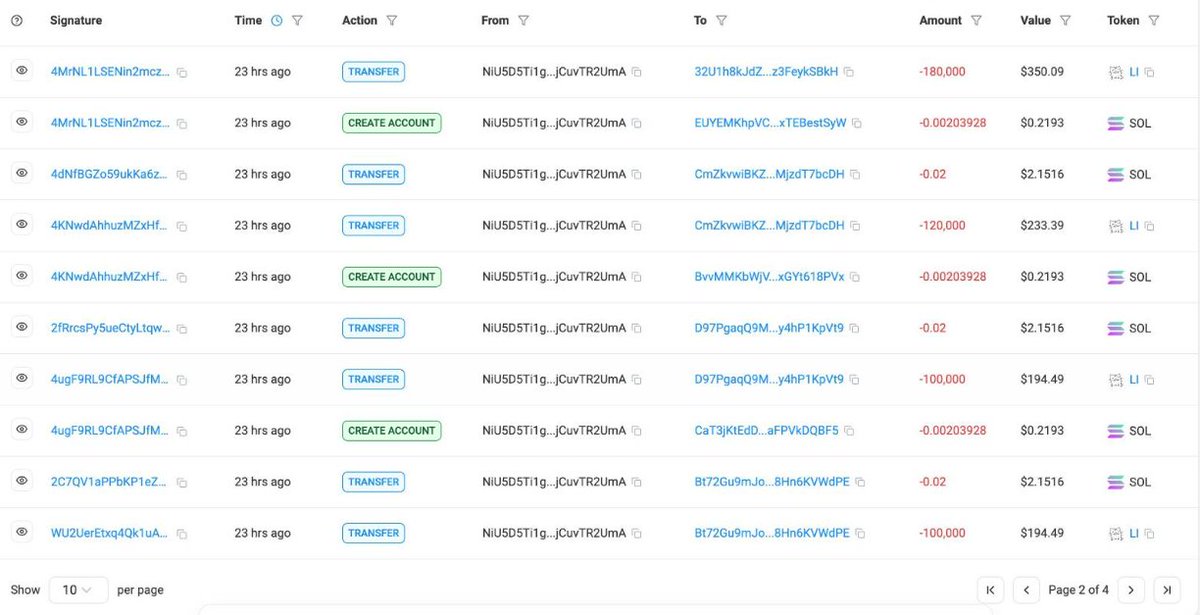 Signature Time Action From To Amount Value Token
4MrNL1LSENin2mcz... 23 hrs ago TRANSFER NiU5D5Ti1g...jCuvTR2UmA 32U1h8kJdZ...z3FeykSBkH -180,000 $350.09 LI
4MrNL1LSENin2mcz... 23 hrs ago CREATE ACCOUNT NiU5D5Ti1g...jCuvTR2UmA EUYEMKhpVC...xTEBestSyW -0.00203928 $0.2193 SOL
4dNfBGZo59ukKa6z... 23 hrs ago TRANSFER NiU5D5Ti1g...jCuvTR2UmA CmZkvwiBKZ...MjzdT7bcDH -0.02 $2.1516 SOL
4KNwdAhhuzMZxHf... 23 hrs ago TRANSFER NiU5D5Ti1g...jCuvTR2UmA CmZkvwiBKZ...MjzdT7bcDH -120,000 $233.39 LI
4KNwdAhhuzMZxHf... 23 hrs ago CREATE ACCOUNT NiU5D5Ti1g...jCuvTR2UmA BvvMMKbWjV...xGYt618PVx -0.00203928 $0.2193 SOL
2fRrcsPy5ueCtyLtqw... 23 hrs ago TRANSFER NiU5D5Ti1g...jCuvTR2UmA D97PgaqQ9M...y4hP1KpVt9 -0.02 $2.1516 SOL
4ugF9RL9CfAPSJfM... 23 hrs ago TRANSFER NiU5D5Ti1g...jCuvTR2UmA D97PgaqQ9M...y4hP1KpVt9 -100,000 $194.49 LI
4ugF9RL9CfAPSJfM... 23 hrs ago CREATE ACCOUNT NiU5D5Ti1g...jCuvTR2UmA CaT3jKtEdD...aFPVkDQBF5 -0.00203928 $0.2193 SOL
2C7QV1aPPbKP1eZ... 23 hrs ago TRANSFER NiU5D5Ti1g...jCuvTR2UmA Bt72Gu9mJo...8Hn6KVWdPE -0.02 $2.1516 SOL
WU2UerEtxq4Qk1uA... 23 hrs ago TRANSFER NiU5D5Ti1g...jCuvTR2UmA Bt72Gu9mJo...8Hn6KVWdPE -100,000 $194.49 LI
Show 10 per page Page 2 of 4